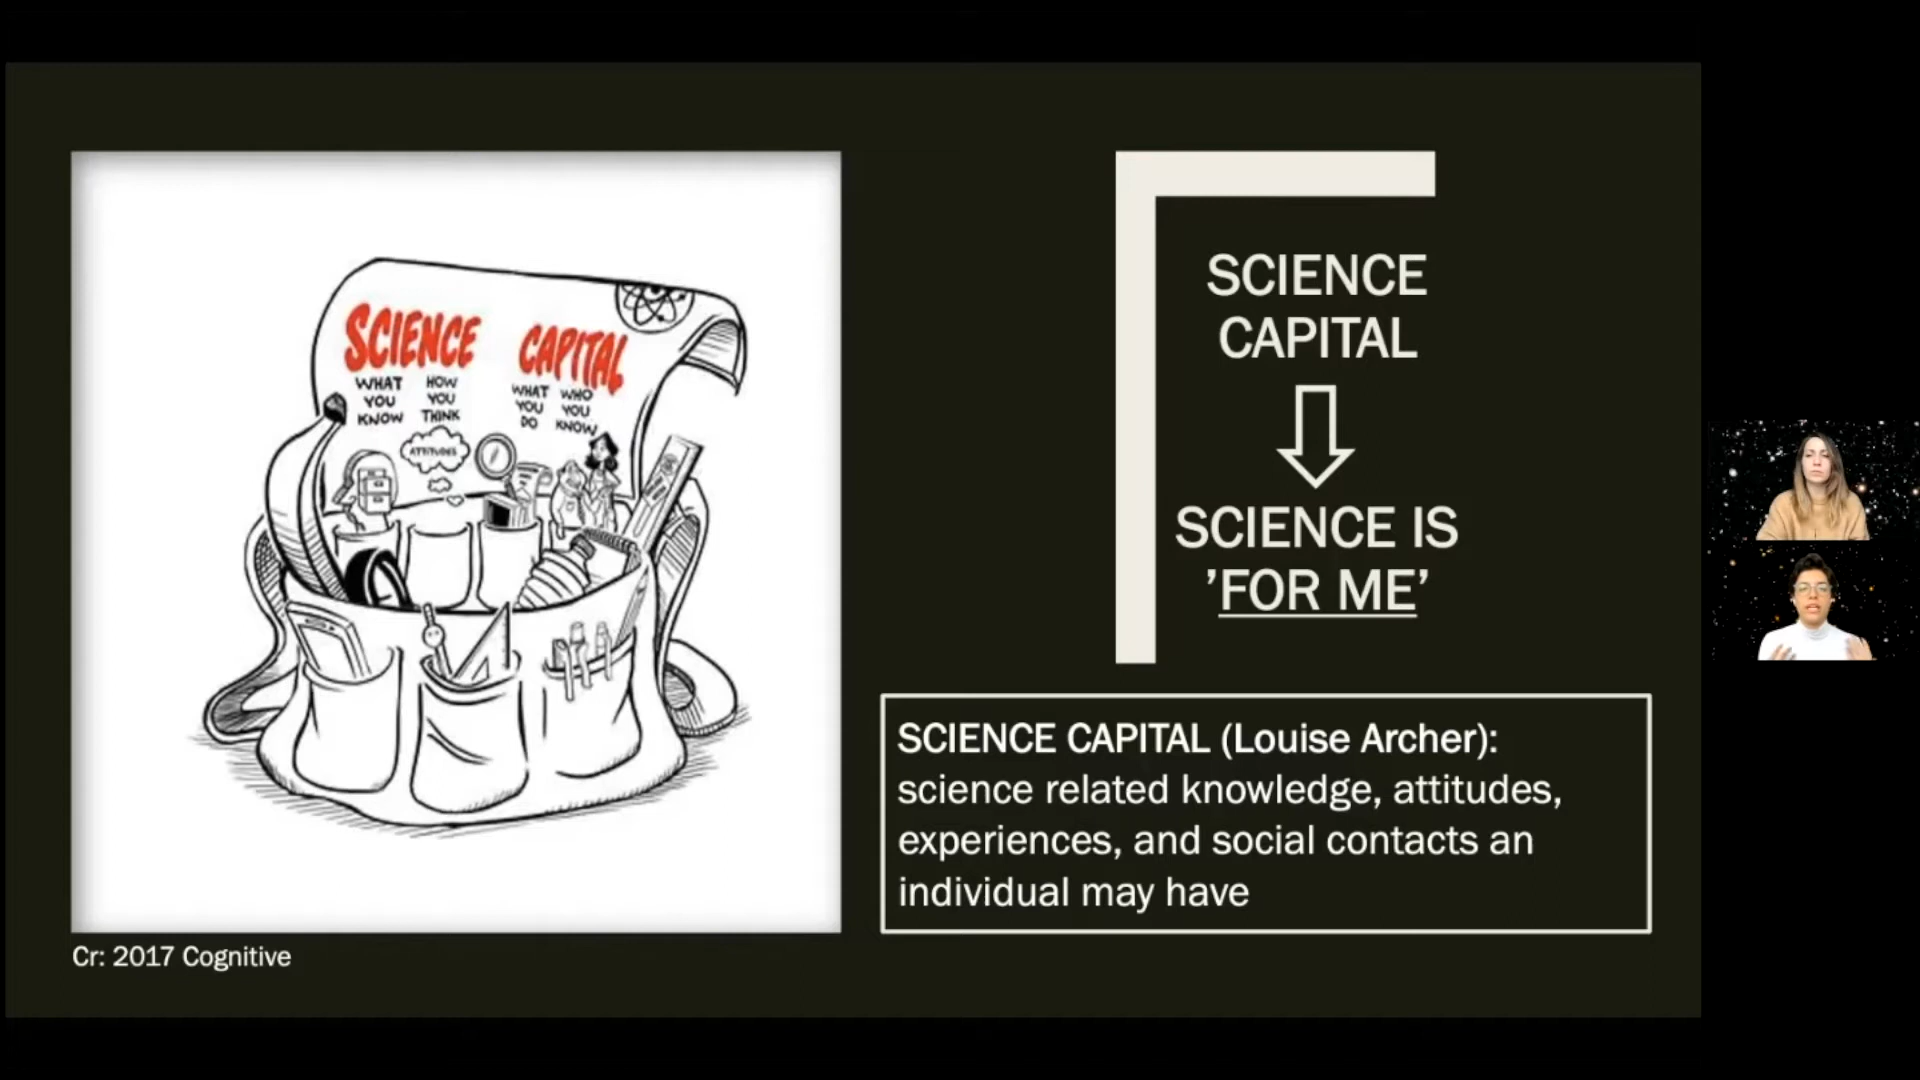 SCIENCE CAPITAL
WHAT YOU KNOW
HOW YOU THINK
WHAT YOU DO
WHO YOU KNOW
ATTITUDES
Cr: 2017 Cognitive
SCIENCE
CAPITAL
SCIENCE IS
’FOR ME’
SCIENCE CAPITAL (Louise Archer):
science related knowledge, attitudes,
experiences, and social contacts an
individual may have